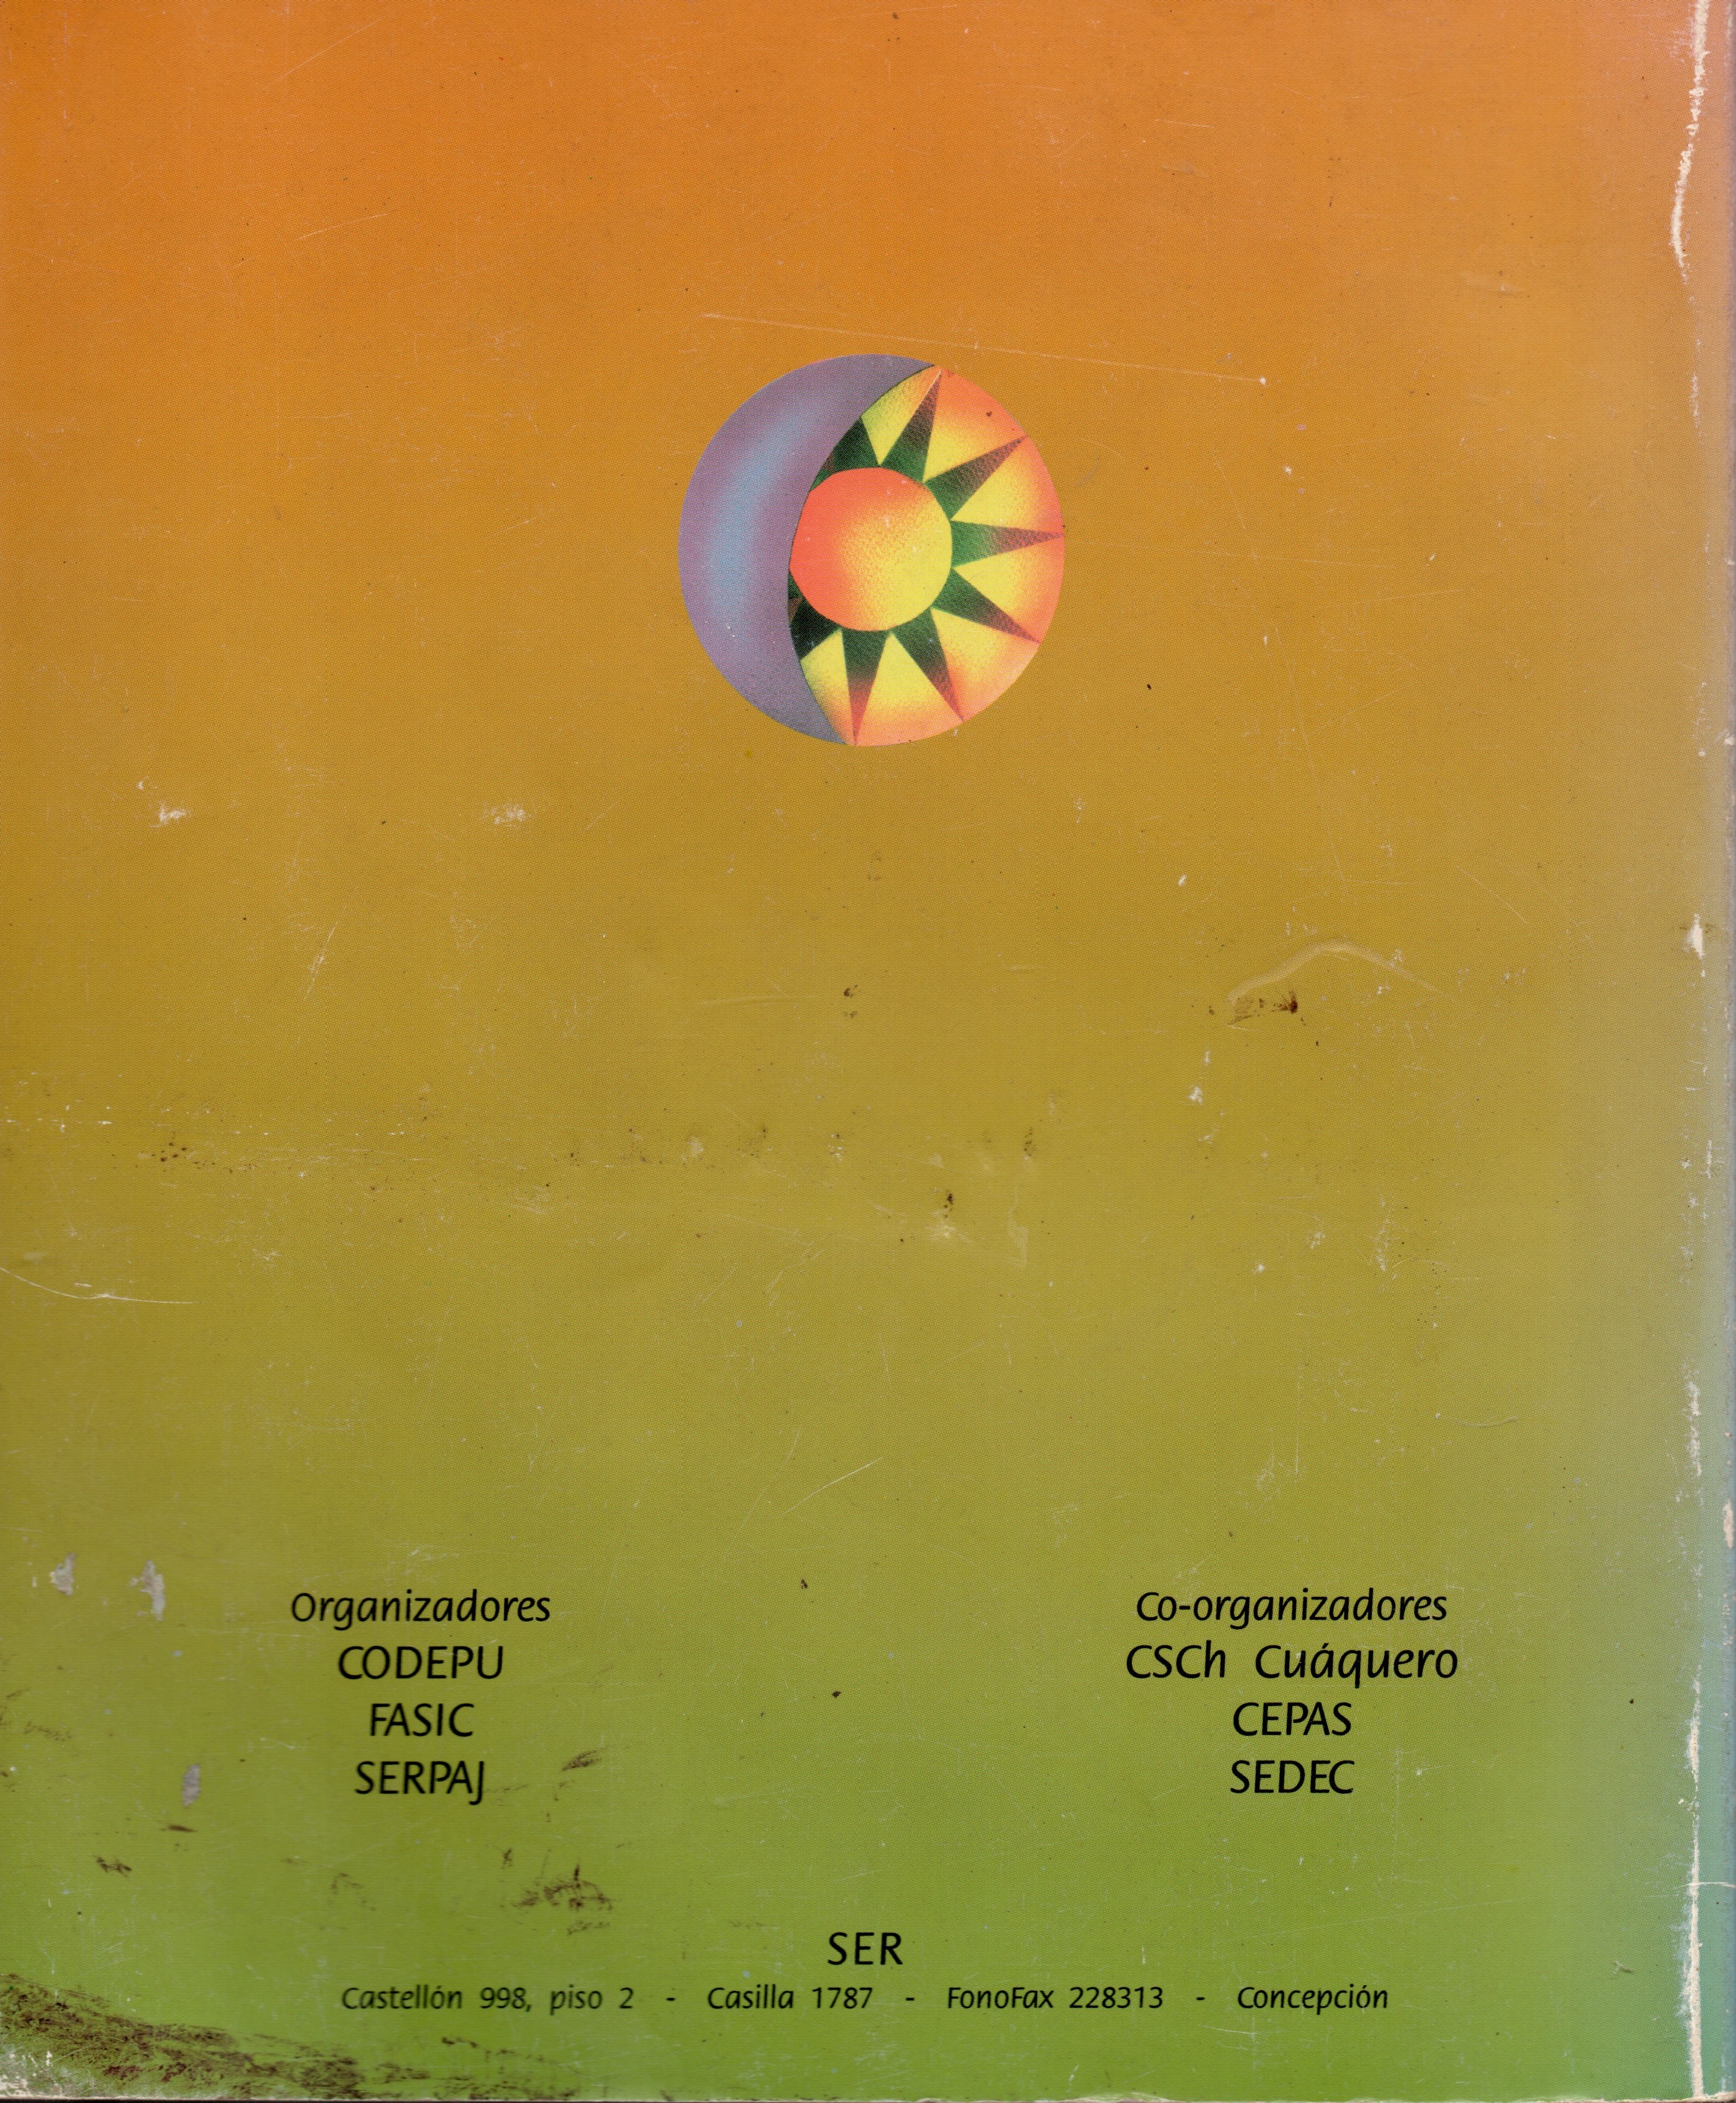 Organizadores
CODEPU
FASIC
SERPAJ
Co-organizadores
CSCh Cuáquero
CEPAS
SEDEC
SER
Castellón 998, piso 2 - Casilla 1787 - FonoFax 228313 - Concepción